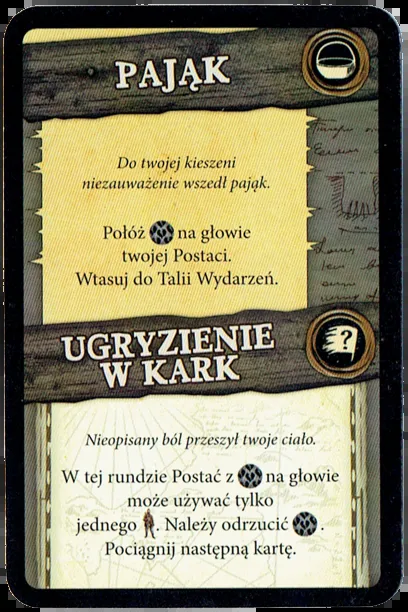 PAJĄK
Do twojej kieszeni
niezauważenie wszedł pająk.
Połóż na głowie
twojej Postaci.
Wtasuj do Talii Wydarzeń.
?
UGRYZIENIE
W KARK
Nieopisany ból przeszył twoje ciało.
W tej rundzie Postać z na głowie
może używać tylko
jednego . Należy odrzucić .
Pociągnij następną kartę.